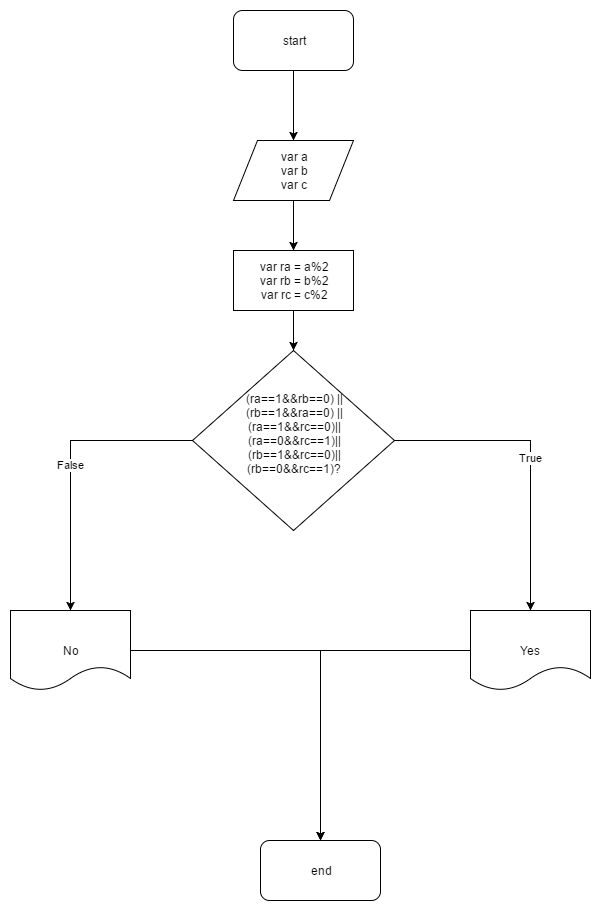 start
var a
var b
var c
var ra = a%2
var rb = b%2
var rc = c%2
(ra==1&&rb==0) ||
(rb==1&&ra==0) ||
(ra==1&&rc==0)||
(ra==0&&rc==1)||
(rb==1&&rc==0)||
(rb==0&&rc==1)?
False
True
No
Yes
end